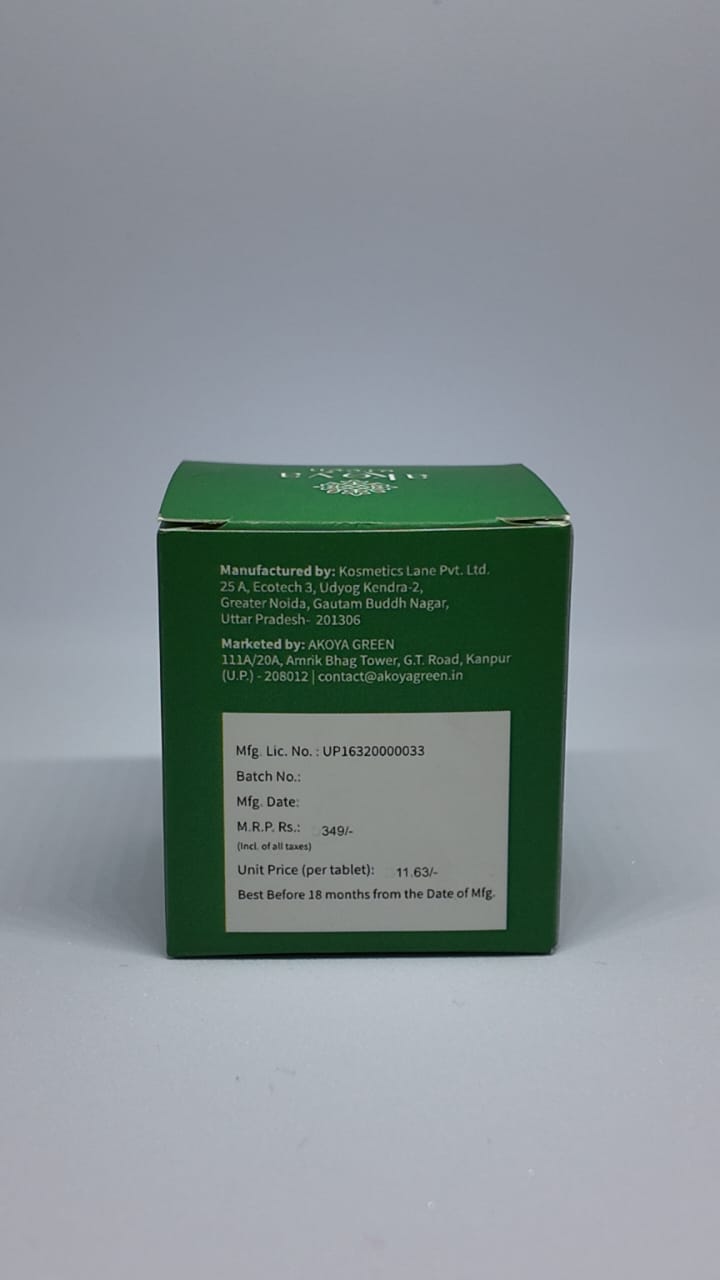 akoya
green
Manufactured by: Kosmetics Lane Pvt. Ltd.
25 A, Ecotech 3, Udyog Kendra-2,
Greater Noida, Gautam Buddh Nagar,
Uttar Pradesh- 201306
Marketed by: AKOYA GREEN
111A/20A, Amrik Bhag Tower, G.T. Road, Kanpur
(U.P.) - 208012 | contact@akoyagreen.in
Mfg. Lic. No. : UP16320000033
Batch No.:
Mfg. Date:
M.R.P. Rs.: 349/-
(Incl. of all taxes)
Unit Price (per tablet): 11.63/-
Best Before 18 months from the Date of Mfg.